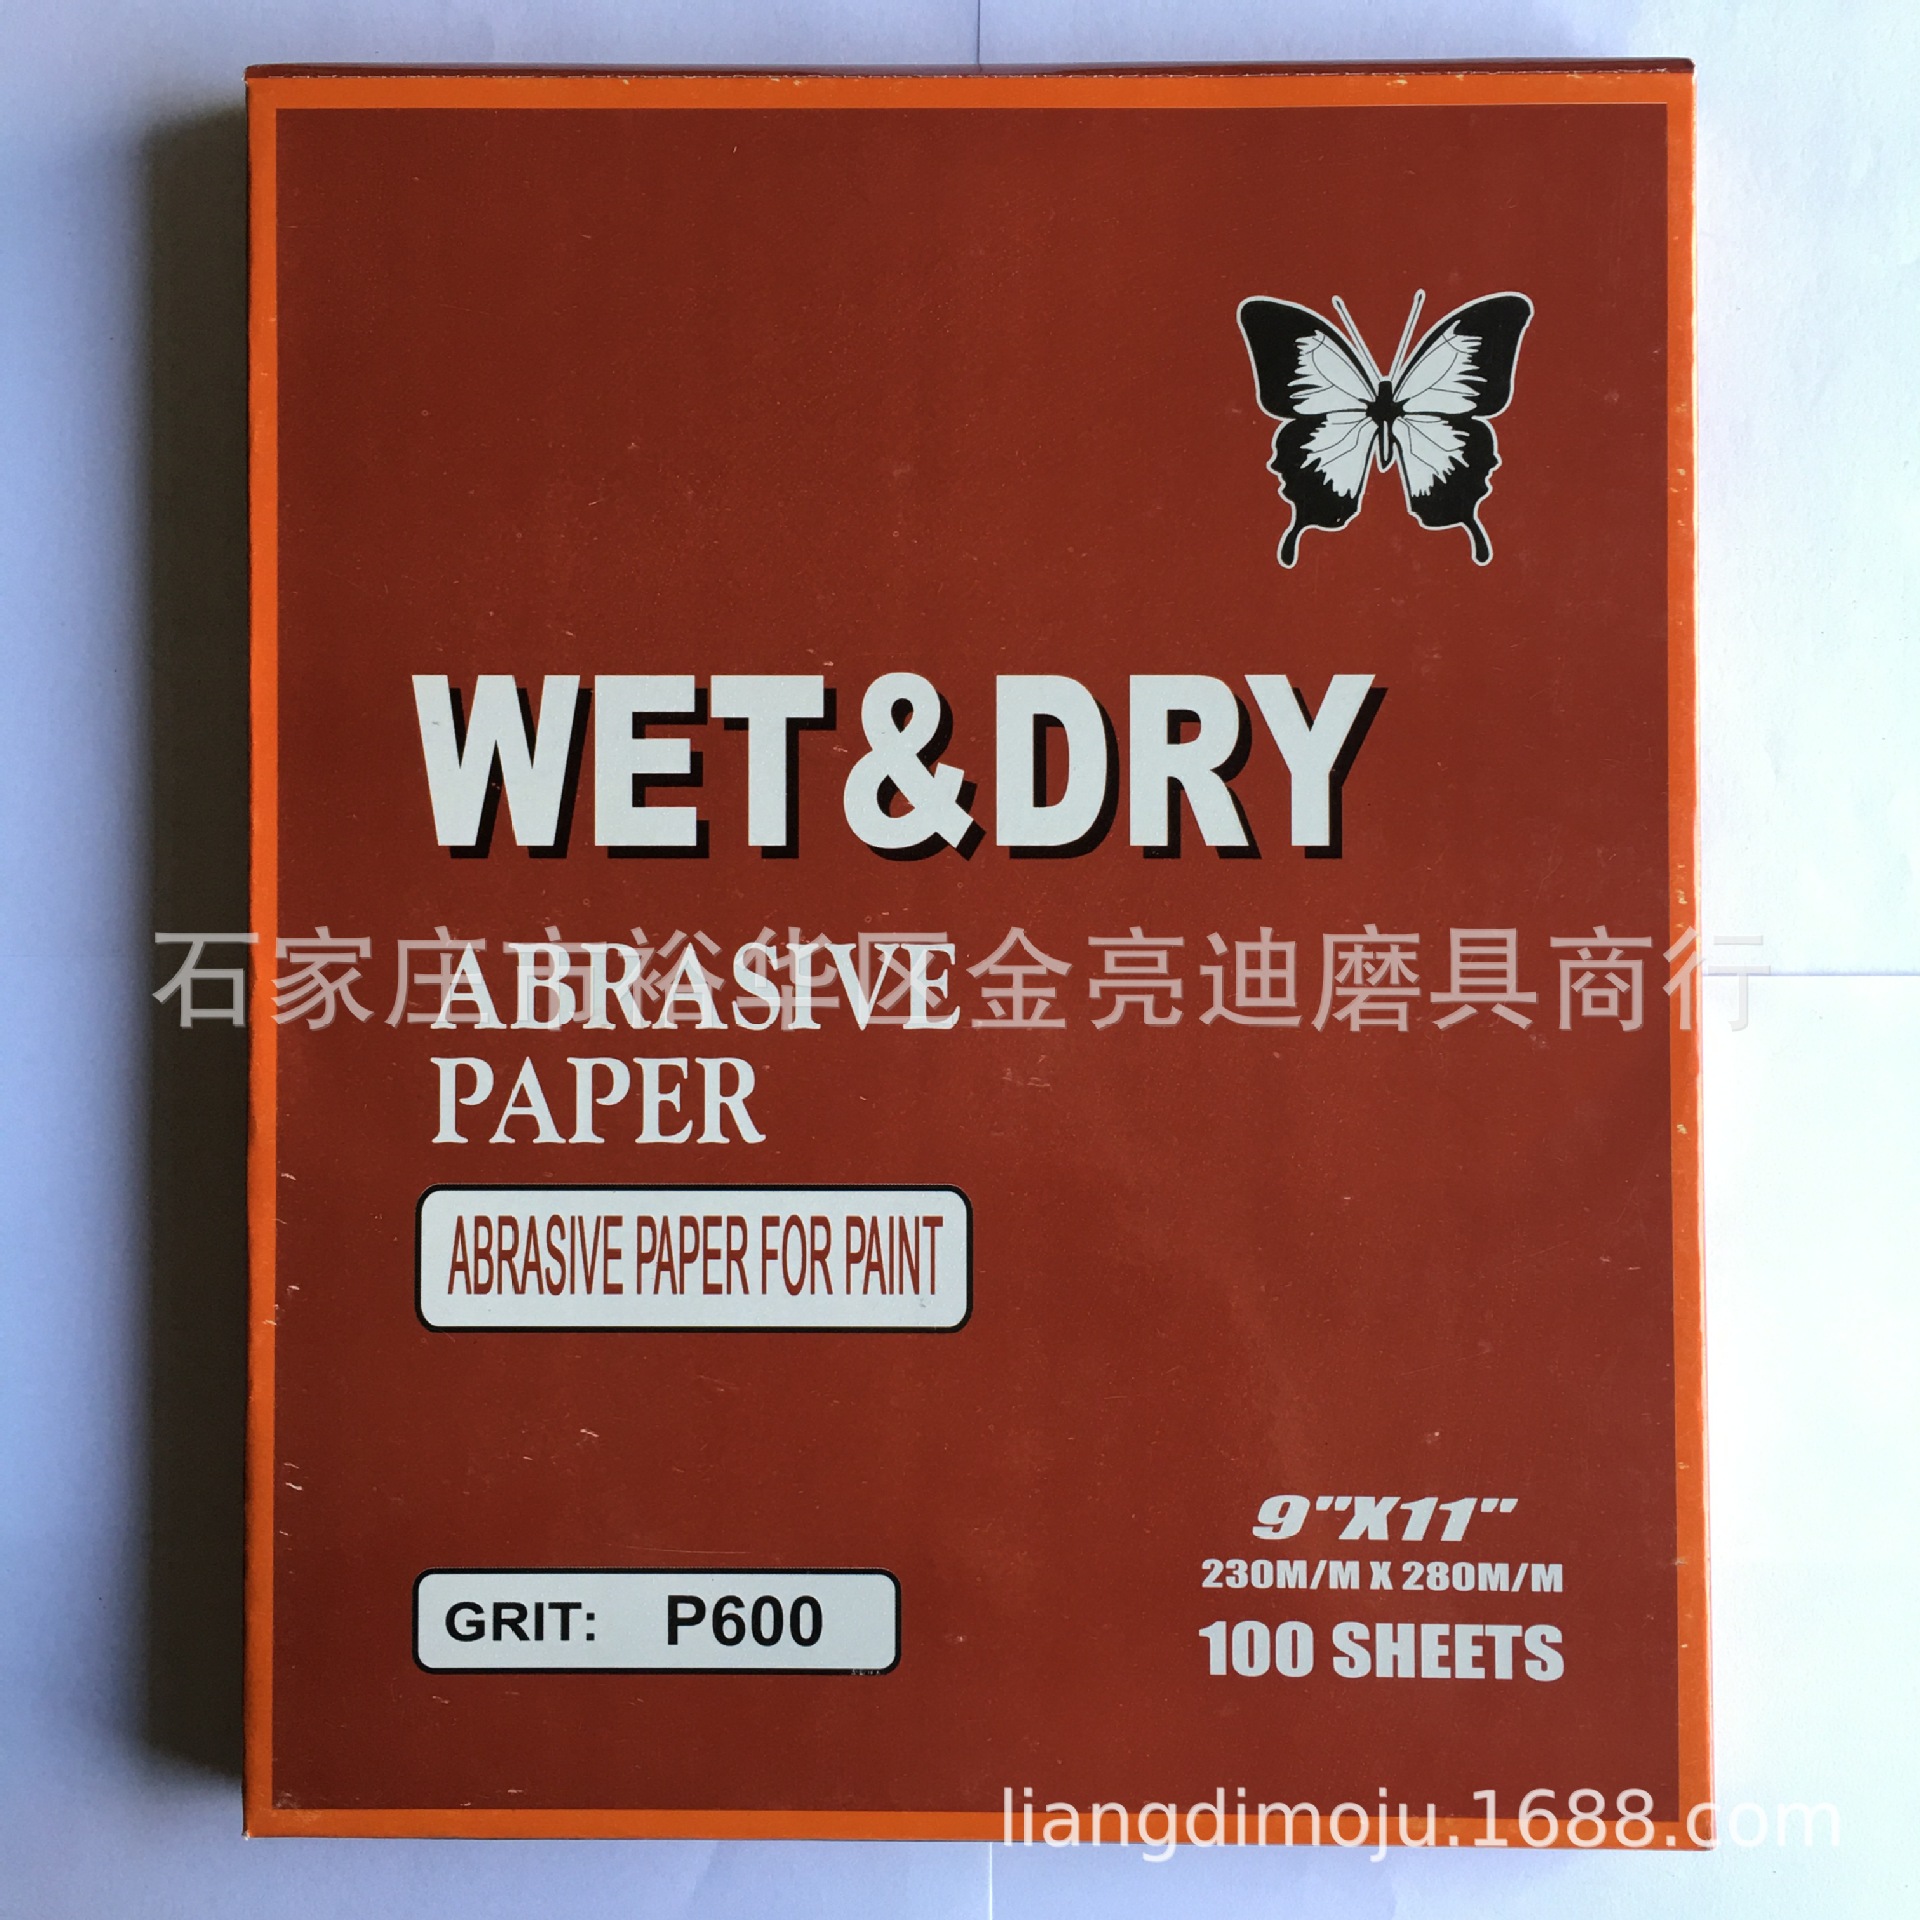 WET&DRY
石家庄市裕华区金亮迪磨具商行
ABRASIVE
PAPER
ABRASIVE PAPER FOR PAINT
9"X11"
230M/M X 280M/M
GRIT: P600
100 SHEETS
liangdimoju.1688.com